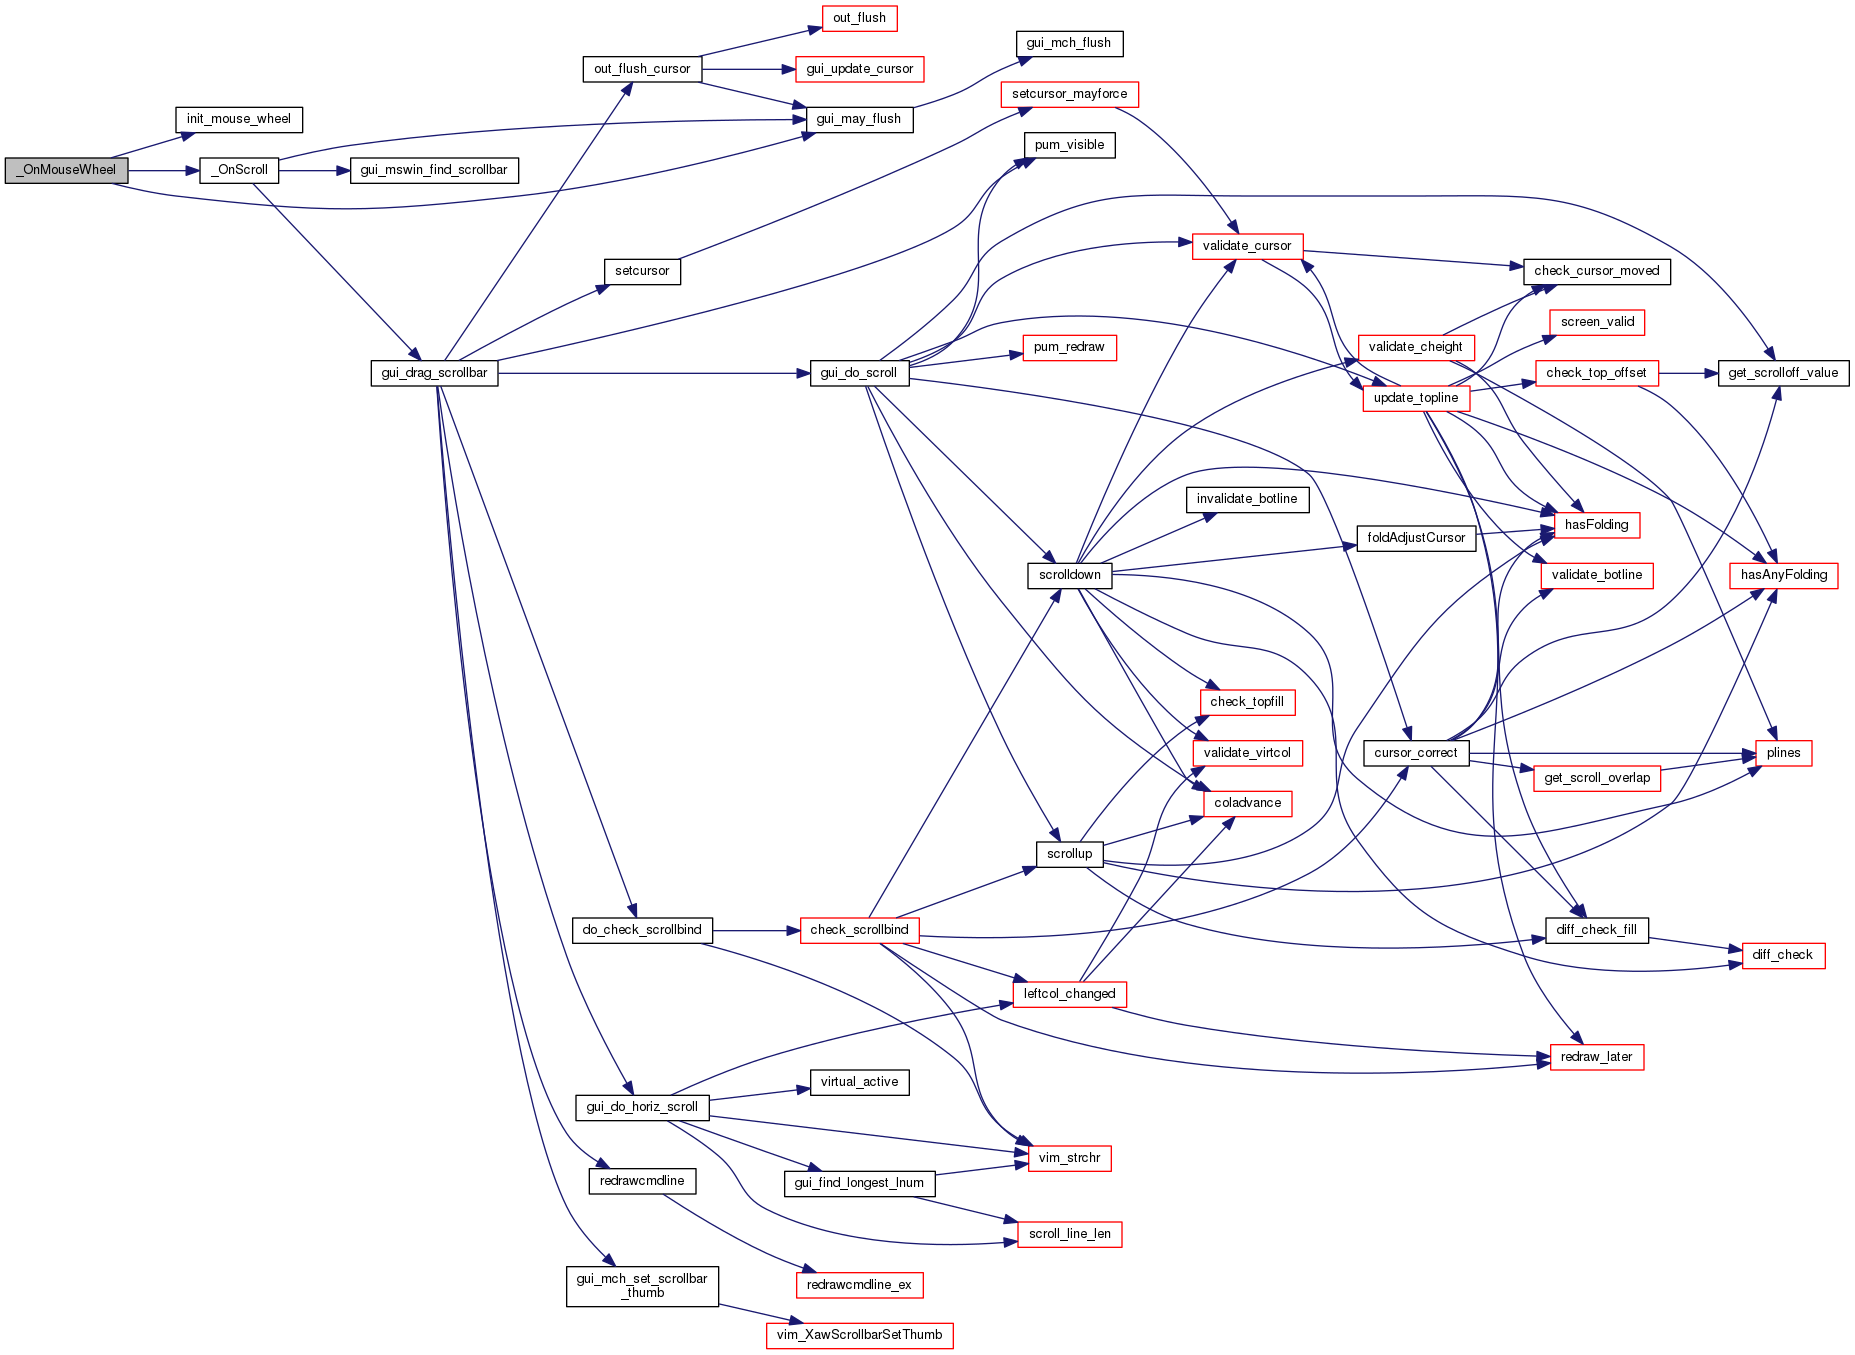 _OnMouseWheel
init_mouse_wheel
_OnScroll
gui_mswin_find_scrollbar
gui_drag_scrollbar
out_flush_cursor
out_flush
gui_update_cursor
gui_may_flush
gui_mch_flush
setcursor
setcursor_mayforce
pum_visible
gui_do_scroll
pum_redraw
validate_cursor
check_cursor_moved
validate_cheight
screen_valid
update_topline
check_top_offset
get_scrolloff_value
invalidate_botline
foldAdjustCursor
hasFolding
scrolldown
validate_botline
hasAnyFolding
check_topfill
validate_virtcol
cursor_correct
get_scroll_overlap
plines
coladvance
scrollup
do_check_scrollbind
check_scrollbind
diff_check_fill
diff_check
leftcol_changed
redraw_later
gui_do_horiz_scroll
virtual_active
vim_strchr
gui_find_longest_lnum
scroll_line_len
redrawcmdline
redrawcmdline_ex
gui_mch_set_scrollbar
_thumb
vim_XawScrollbarSetThumb